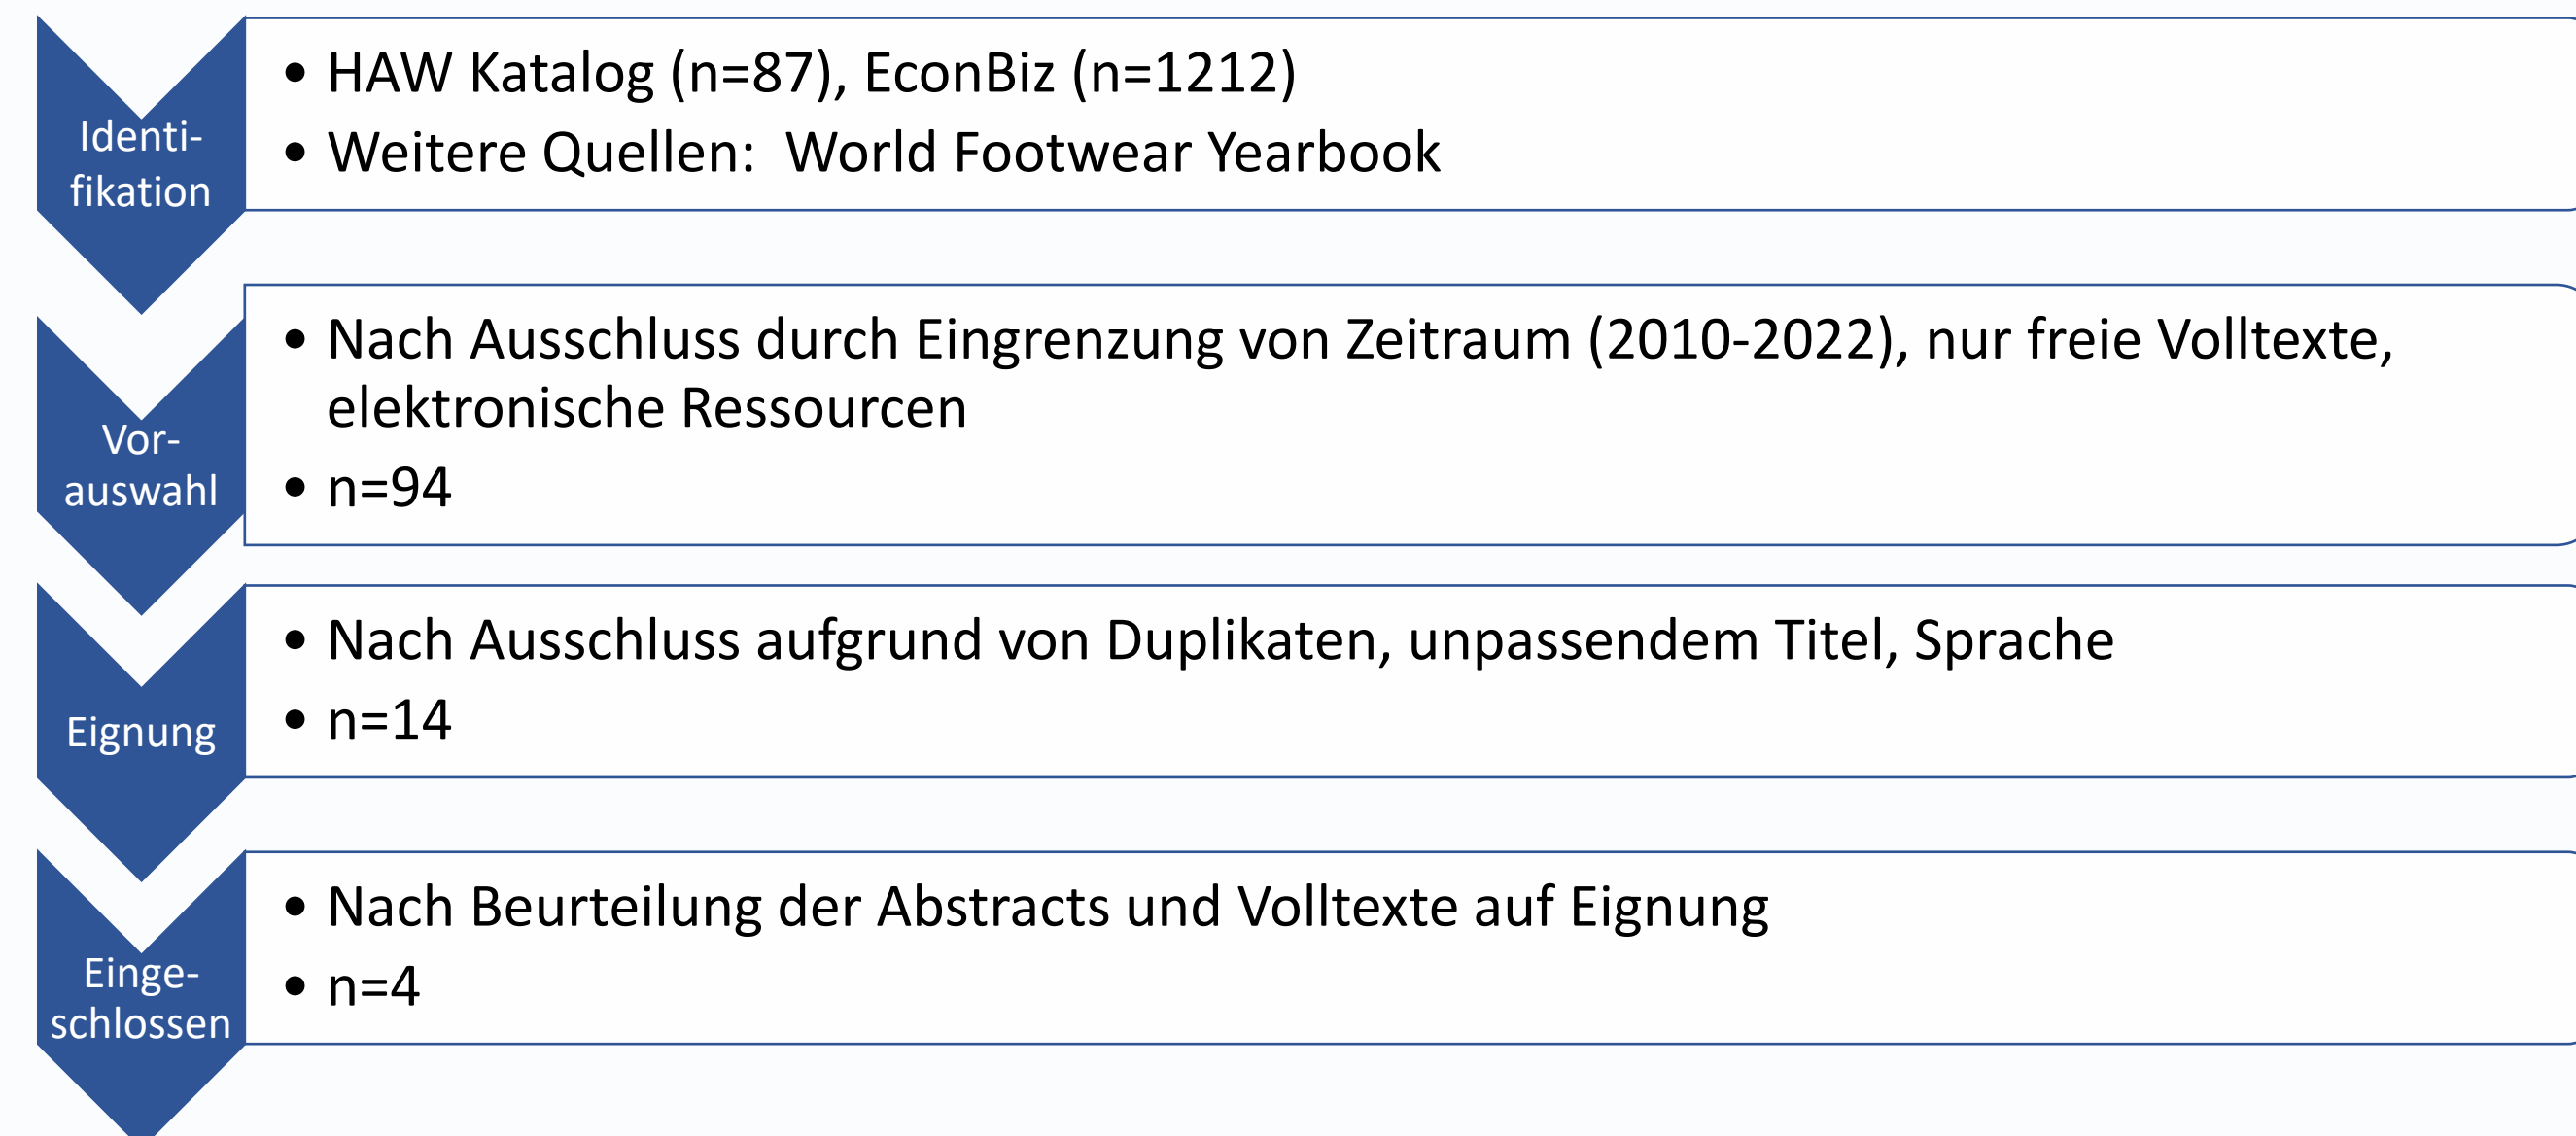 Identi-
fikation
• HAW Katalog (n=87), EconBiz (n=1212)
• Weitere Quellen:  World Footwear Yearbook
Vor-
auswahl
• Nach Ausschluss durch Eingrenzung von Zeitraum (2010-2022), nur freie Volltexte,
elektronische Ressourcen
• n=94
Eignung
• Nach Ausschluss aufgrund von Duplikaten, unpassendem Titel, Sprache
• n=14
Einge-
schlossen
• Nach Beurteilung der Abstracts und Volltexte auf Eignung
• n=4